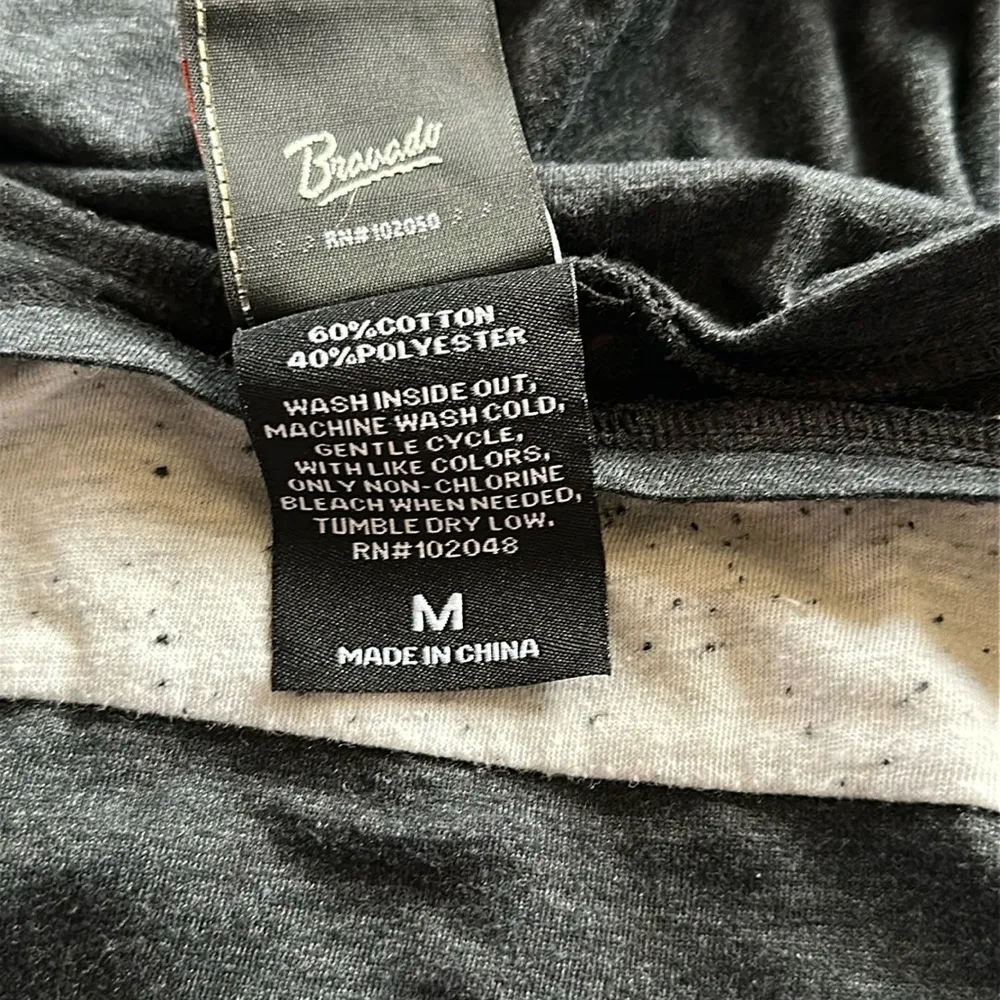 Bravado
RN#102050
60%COTTON
40%POLYESTER
WASH INSIDE OUT,
MACHINE WASH COLD,
GENTLE CYCLE,
WITH LIKE COLORS,
ONLY NON-CHLORINE
BLEACH WHEN NEEDED,
TUMBLE DRY LOW.
RN#102048
M
MADE IN CHINA